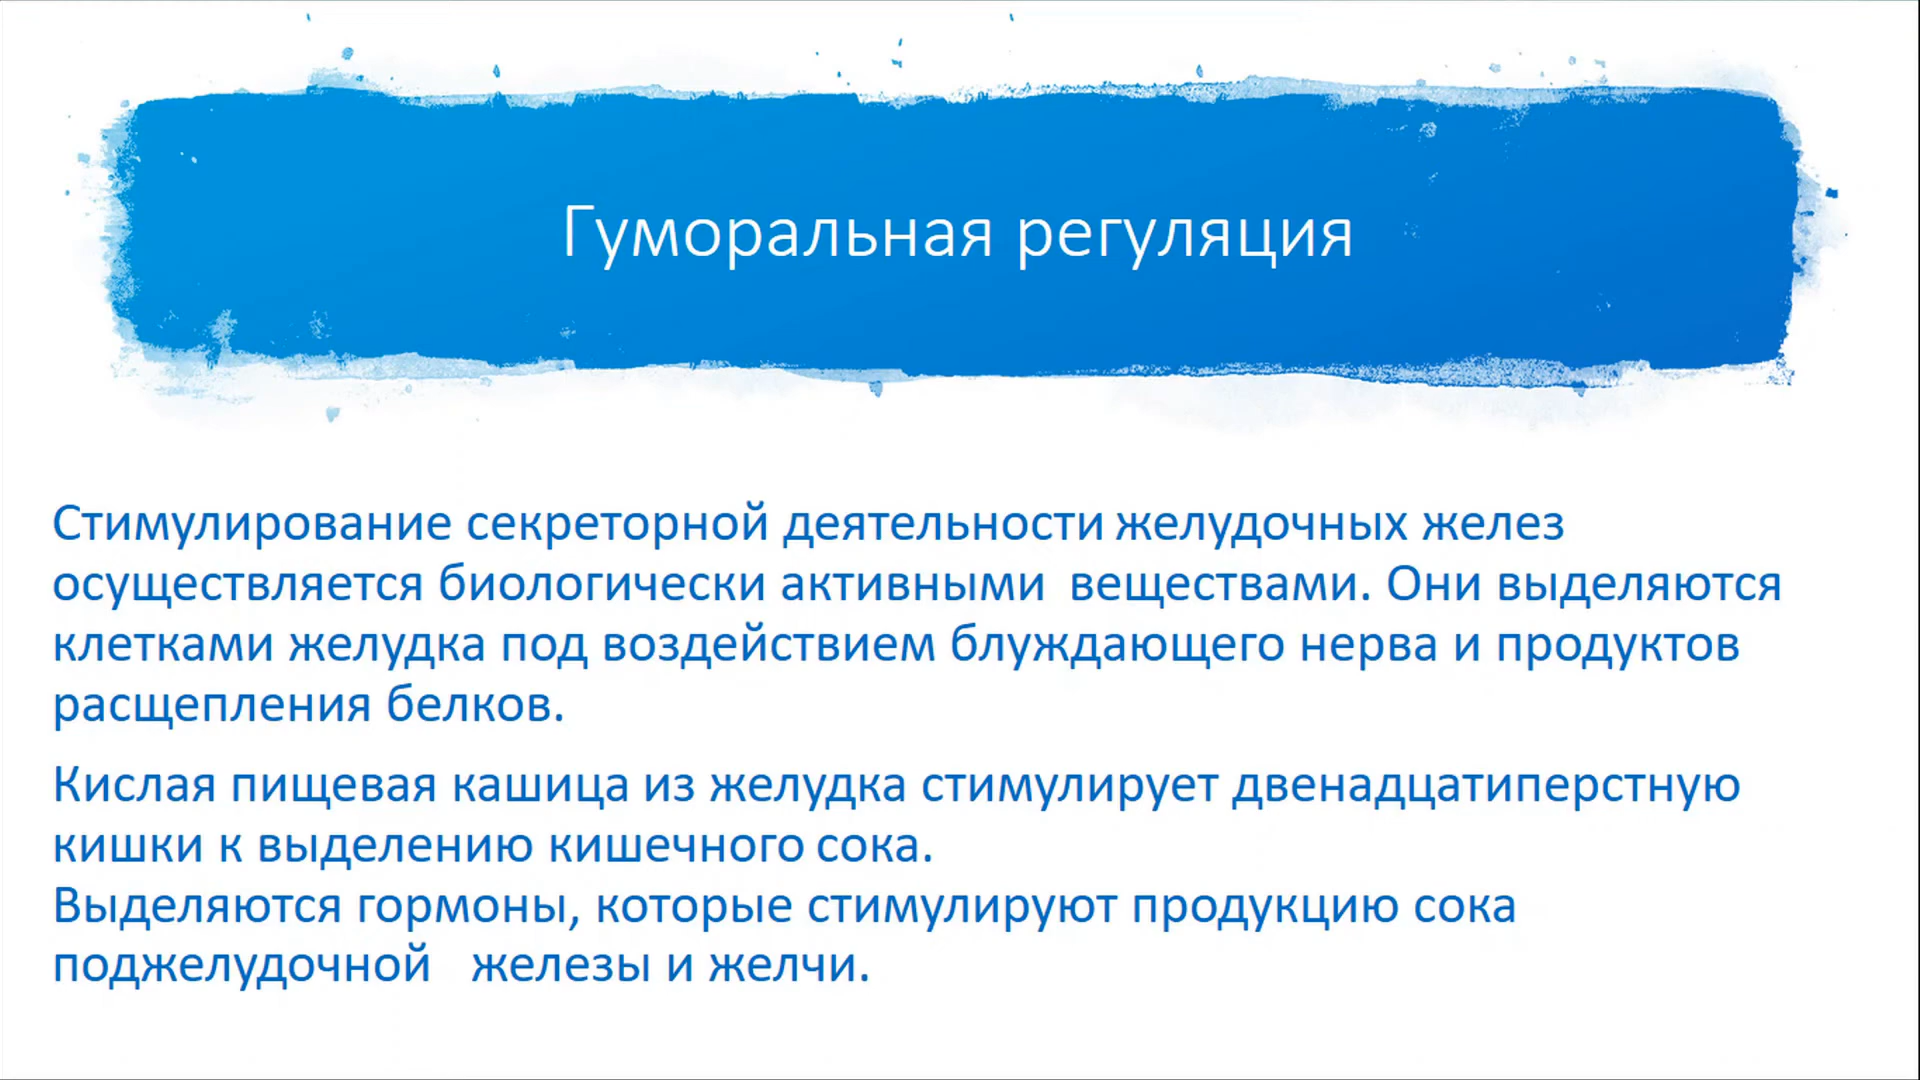 Гуморальная регуляция
Стимулирование секреторной деятельности желудочных желез
осуществляется биологически активными веществами. Они выделяются
клетками желудка под воздействием блуждающего нерва и продуктов
расщепления белков.
Кислая пищевая кашица из желудка стимулирует двенадцатиперстную
кишки к выделению кишечного сока.
Выделяются гормоны, которые стимулируют продукцию сока
поджелудочной железы и желчи.